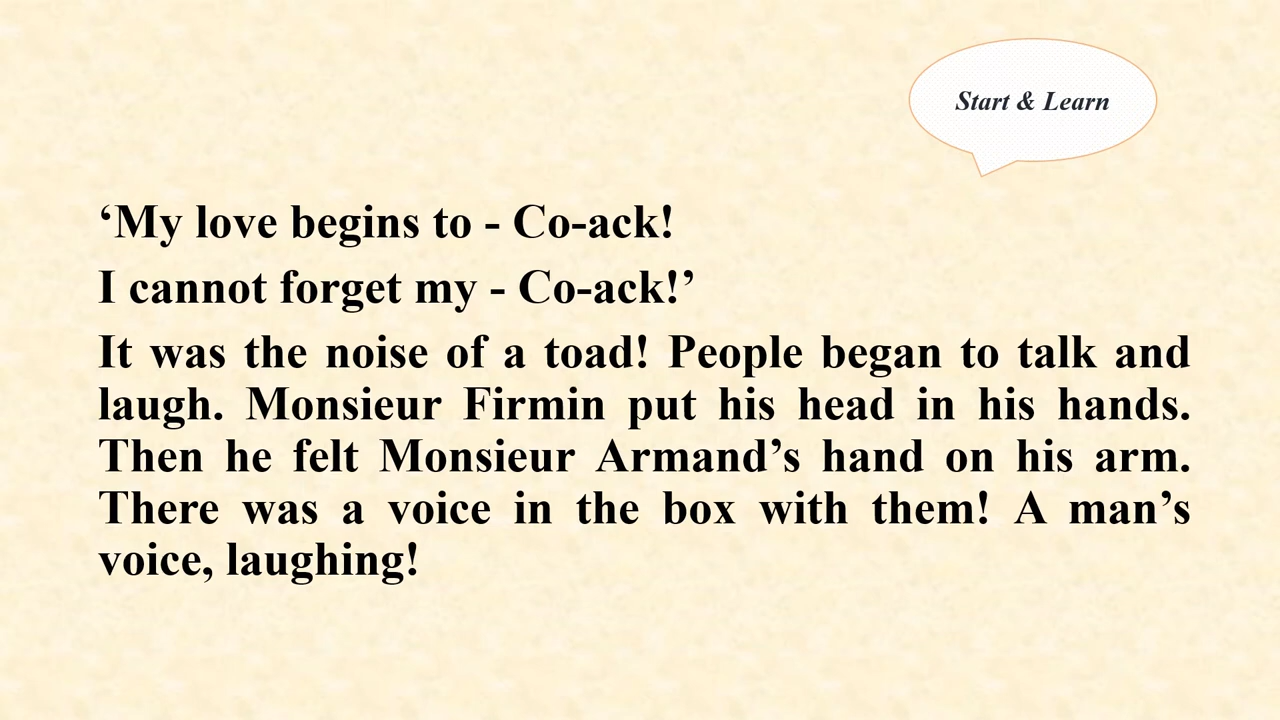 Start & Learn
‘My love begins to - Co-ack!
I cannot forget my - Co-ack!’
It was the noise of a toad! People began to talk and
laugh. Monsieur Firmin put his head in his hands.
Then he felt Monsieur Armand’s hand on his arm.
There was a voice in the box with them! A man’s
voice, laughing!